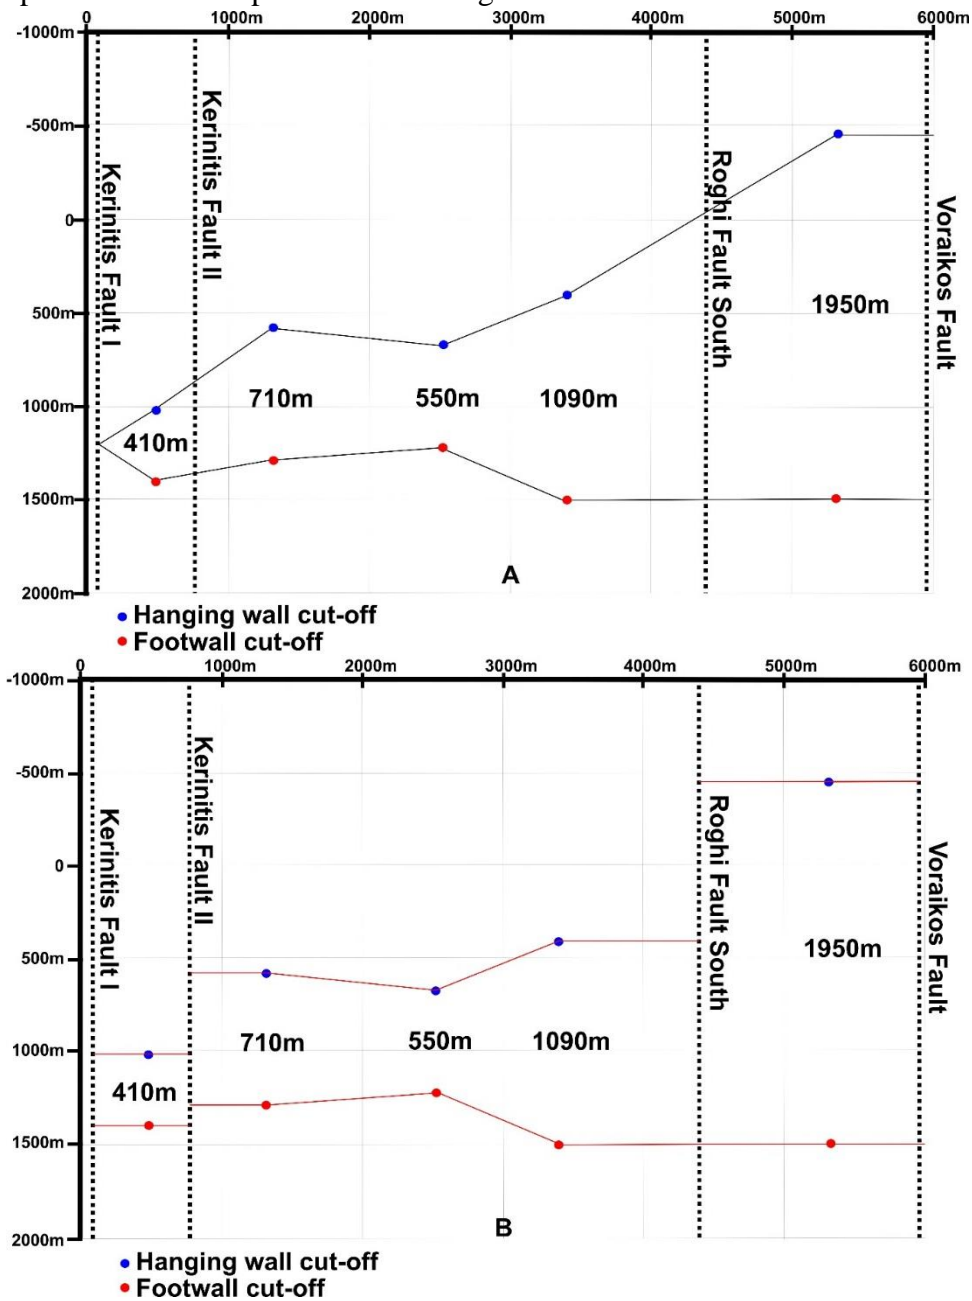 0 1000m 2000m 3000m 4000m 5000m 6000m
-1000m
-500m
0
500m
1000m
1500m
2000m
Kerinitis Fault I
Kerinitis Fault II
Roghi Fault South
Voraikos Fault
410m
710m
550m
1090m
1950m
A
Hanging wall cut-off
Footwall cut-off
0 1000m 2000m 3000m 4000m 5000m 6000m
-1000m
-500m
0
500m
1000m
1500m
2000m
Kerinitis Fault I
Kerinitis Fault II
Roghi Fault South
Voraikos Fault
410m
710m
550m
1090m
1950m
B
Hanging wall cut-off
Footwall cut-off